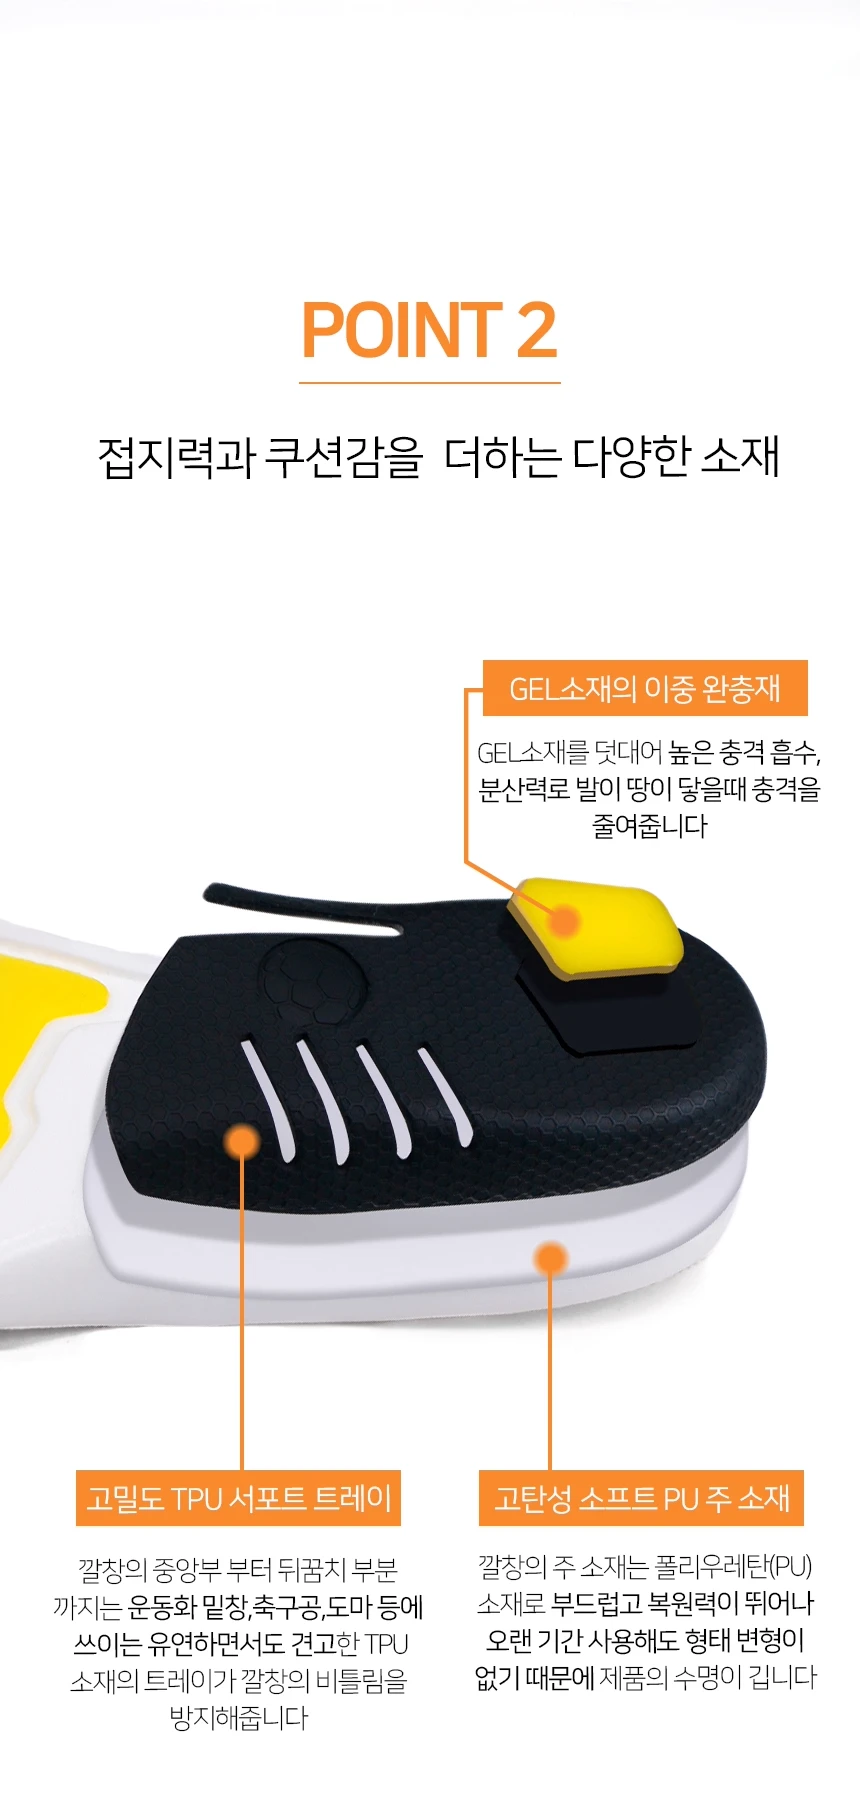 POINT 2
접지력과 쿠션감을 더하는 다양한 소재
GEL소재의 이중 완충재
GEL소재를 덧대어 높은 충격 흡수,
분산력로 발이 땅이 닿을때 충격을
줄여줍니다
고밀도 TPU 서포트 트레이
깔창의 중앙부 부터 뒤꿈치 부분
까지는 운동화 밑창,축구공,도마 등에
쓰이는 유연하면서도 견고한 TPU
소재의 트레이가 깔창의 비틀림을
방지해줍니다
고탄성 소프트 PU 주 소재
깔창의 주 소재는 폴리우레탄(PU)
소재로 부드럽고 복원력이 뛰어나
오랜 기간 사용해도 형태 변형이
없기 때문에 제품의 수명이 깁니다